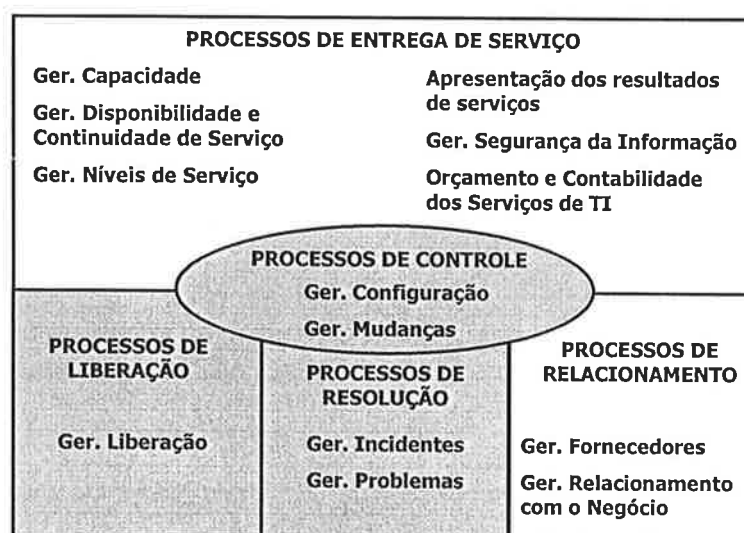 PROCESSOS DE ENTREGA DE SERVIÇO
Ger. Capacidade
Ger. Disponibilidade e
Continuidade de Serviço
Ger. Níveis de Serviço
Apresentação dos resultados
de serviços
Ger. Segurança da Informação
Orçamento e Contabilidade
dos Serviços de TI
PROCESSOS DE CONTROLE
Ger. Configuração
Ger. Mudanças
PROCESSOS DE
LIBERAÇÃO
Ger. Liberação
PROCESSOS DE
RESOLUÇÃO
Ger. Incidentes
Ger. Problemas
PROCESSOS DE
RELACIONAMENTO
Ger. Fornecedores
Ger. Relacionamento
com o Negócio